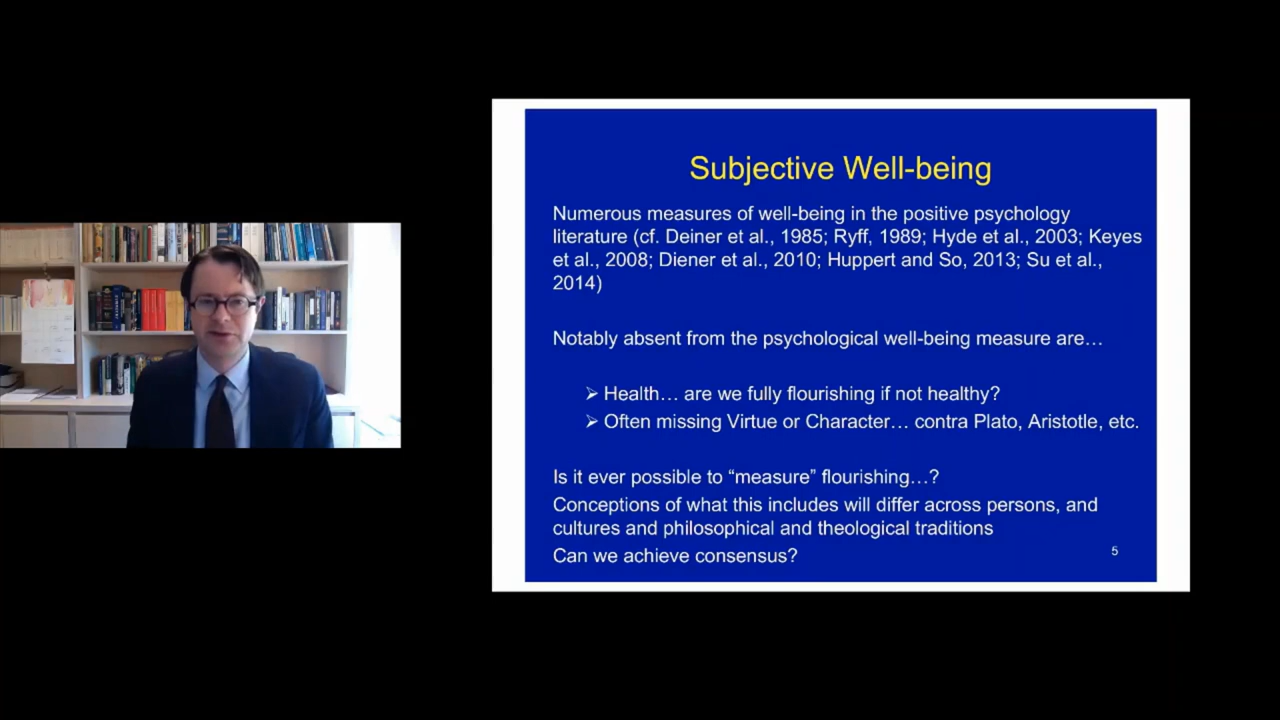 Subjective Well-being
Numerous measures of well-being in the positive psychology
literature (cf. Deiner et al., 1985; Ryff, 1989; Hyde et al., 2003; Keyes
et al., 2008; Diener et al., 2010; Huppert and So, 2013; Su et al.,
2014)
Notably absent from the psychological well-being measure are…
➢ Health… are we fully flourishing if not healthy?
➢ Often missing Virtue or Character… contra Plato, Aristotle, etc.
Is it ever possible to “measure” flourishing…?
Conceptions of what this includes will differ across persons, and
cultures and philosophical and theological traditions
Can we achieve consensus?
5